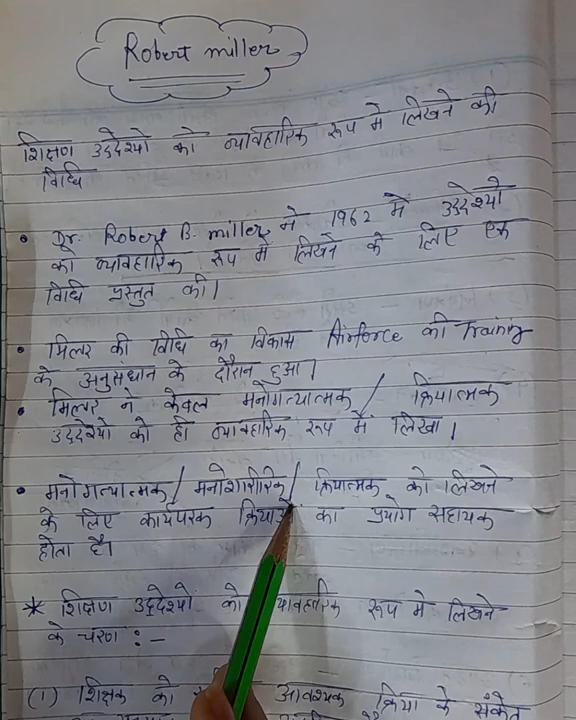 Robert miller
शिक्षण उद्देश्यो को व्यावहारिक रूप मे लिखने की
विधि
• Dr. Robert B. miller ने 1962 में उद्देश्यो
को व्यावहारिक रूप में लिखने के लिए एक
विधि प्रस्तुत की।
• मिलर की विधि का विकास Airforce की Training
के अनुसंधान के दौरान हुआ।
• मिलर ने केवल मनोगत्यात्मक / क्रियात्मक
उद्देश्यो को ही व्यावहारिक रूप में लिखा।
• मनोगत्यात्मक/ मनोशारीरिक/ क्रियात्मक को लिखने
के लिए कार्यपरक का प्रयोग सहायक
होता है।
* शिक्षण उद्देश्यो को रूप मे लिखने
के चरण : –
(1) शिक्षक को आवश्यक क्रिया के संकेत